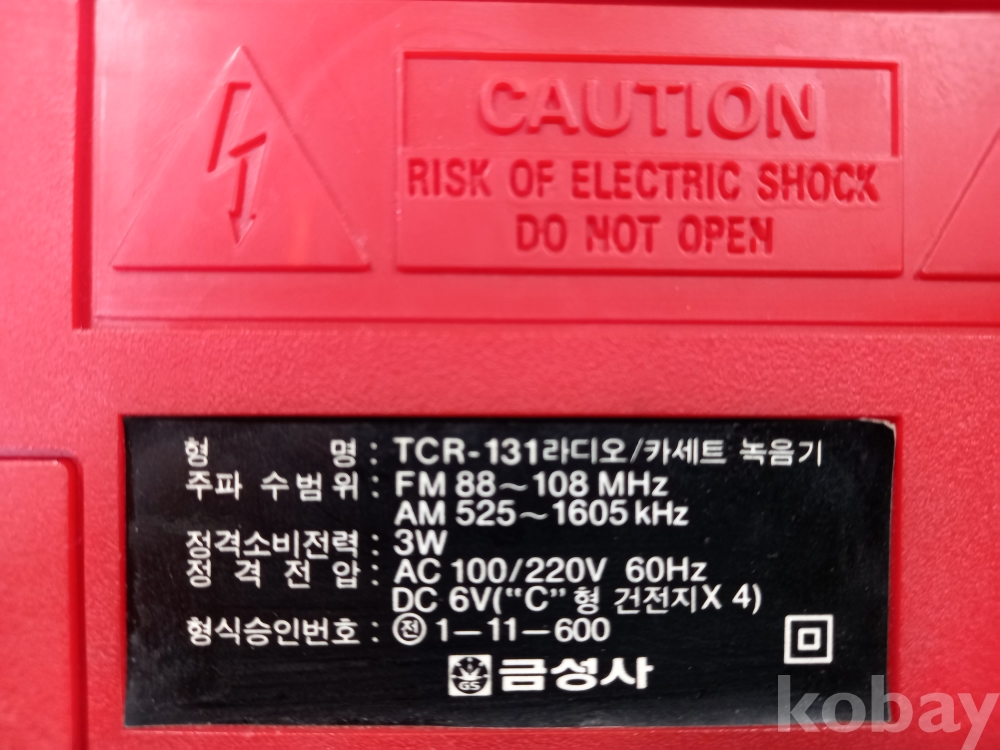 CAUTION
RISK OF ELECTRIC SHOCK
DO NOT OPEN
형 명 : TCR-131라디오/카세트 녹음기
주파 수범위 : FM 88~108 MHz
AM 525~1605 kHz
정격소비전력 : 3W
정 격 전 압 : AC 100/220V 60Hz
DC 6V("C"형 건전지X 4)
형식승인번호 : 전 1-11-600
GS 금성사
kobay